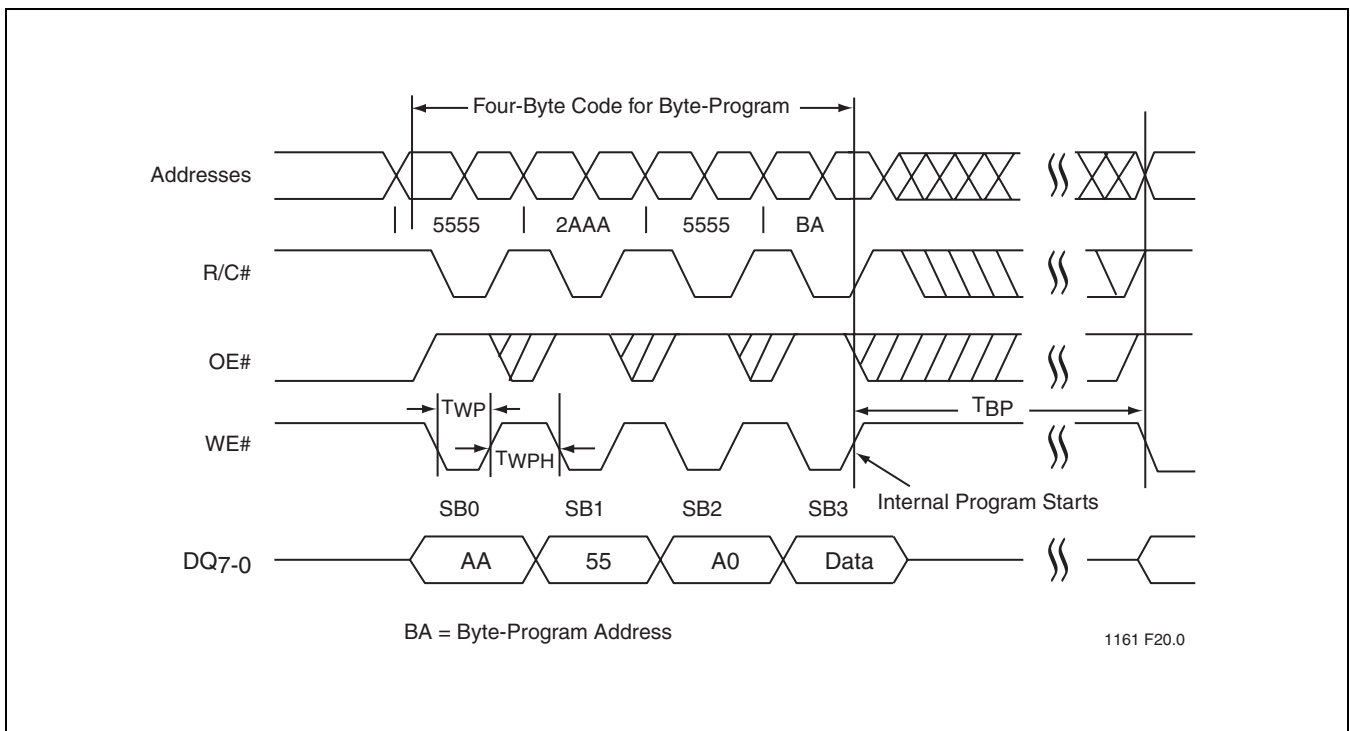 Four-Byte Code for Byte-Program
Addresses
5555 2AAA 5555 BA
R/C#
OE#
TWP
TBP
WE#
TWPH
Internal Program Starts
SB0 SB1 SB2 SB3
DQ7-0 AA 55 A0 Data
BA = Byte-Program Address
1161 F20.0